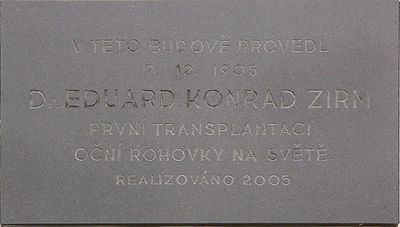 V TÉTO BUDOVĚ PROVEDL
7. 12. 1905
Dr. EDUARD KONRAD ZIRM
PRVNÍ TRANSPLANTACI
OČNÍ ROHOVKY NA SVĚTĚ
REALIZOVÁNO 2005